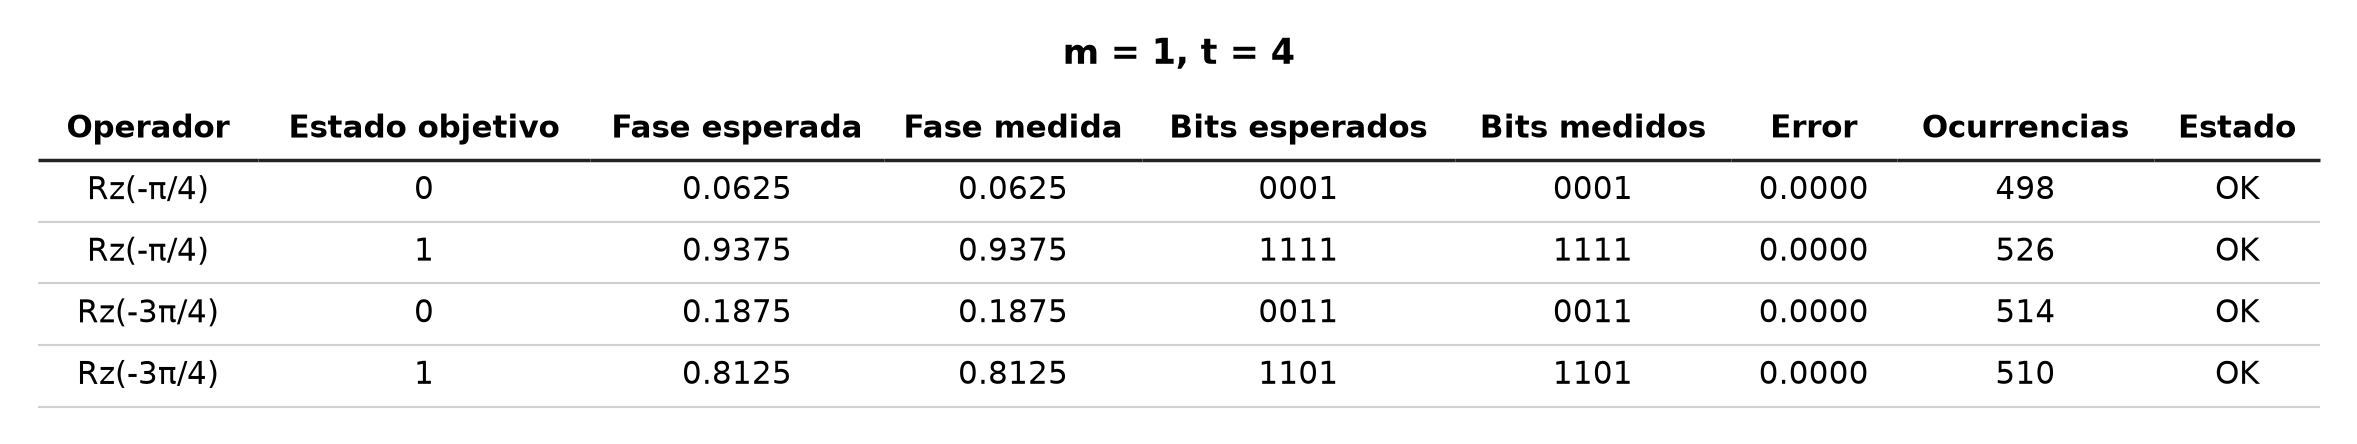 m = 1, t = 4
Operador Estado objetivo Fase esperada Fase medida Bits esperados Bits medidos Error Ocurrencias Estado
Rz(-π/4) 0 0.0625 0.0625 0001 0001 0.0000 498 OK
Rz(-π/4) 1 0.9375 0.9375 1111 1111 0.0000 526 OK
Rz(-3π/4) 0 0.1875 0.1875 0011 0011 0.0000 514 OK
Rz(-3π/4) 1 0.8125 0.8125 1101 1101 0.0000 510 OK